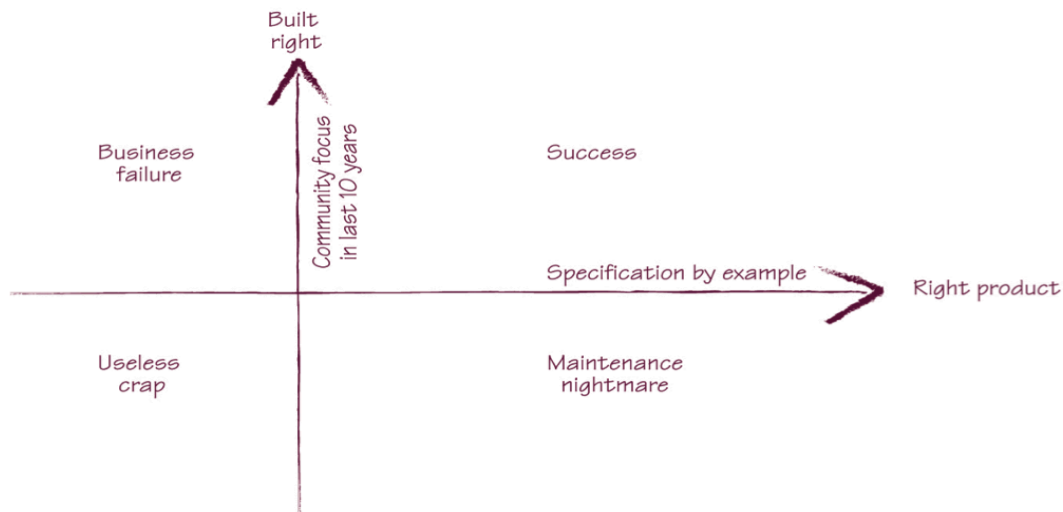 Built
right
Business
failure
Community focus
in last 10 years
Success
Specification by example
Right product
Useless
crap
Maintenance
nightmare